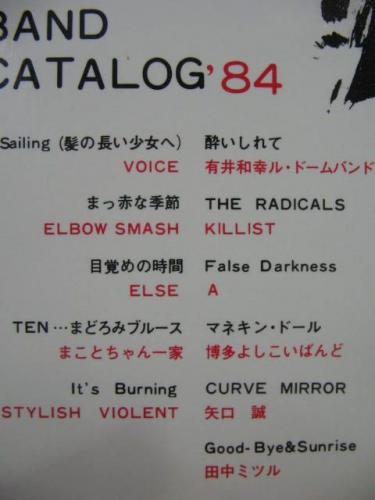 BAND
CATALOG '84
Sailing (髪の長い少女へ)
VOICE
まっ赤な季節
ELBOW SMASH
目覚めの時間
ELSE
TEN…まどろみブルース
まことちゃん一家
It's Burning
STYLISH VIOLENT
酔いしれて
有井和幸ル・ドームバンド
THE RADICALS
KILLIST
False Darkness
A
マネキン・ドール
博多よしこいばんど
CURVE MIRROR
矢口 誠
Good-Bye&Sunrise
田中ミツル